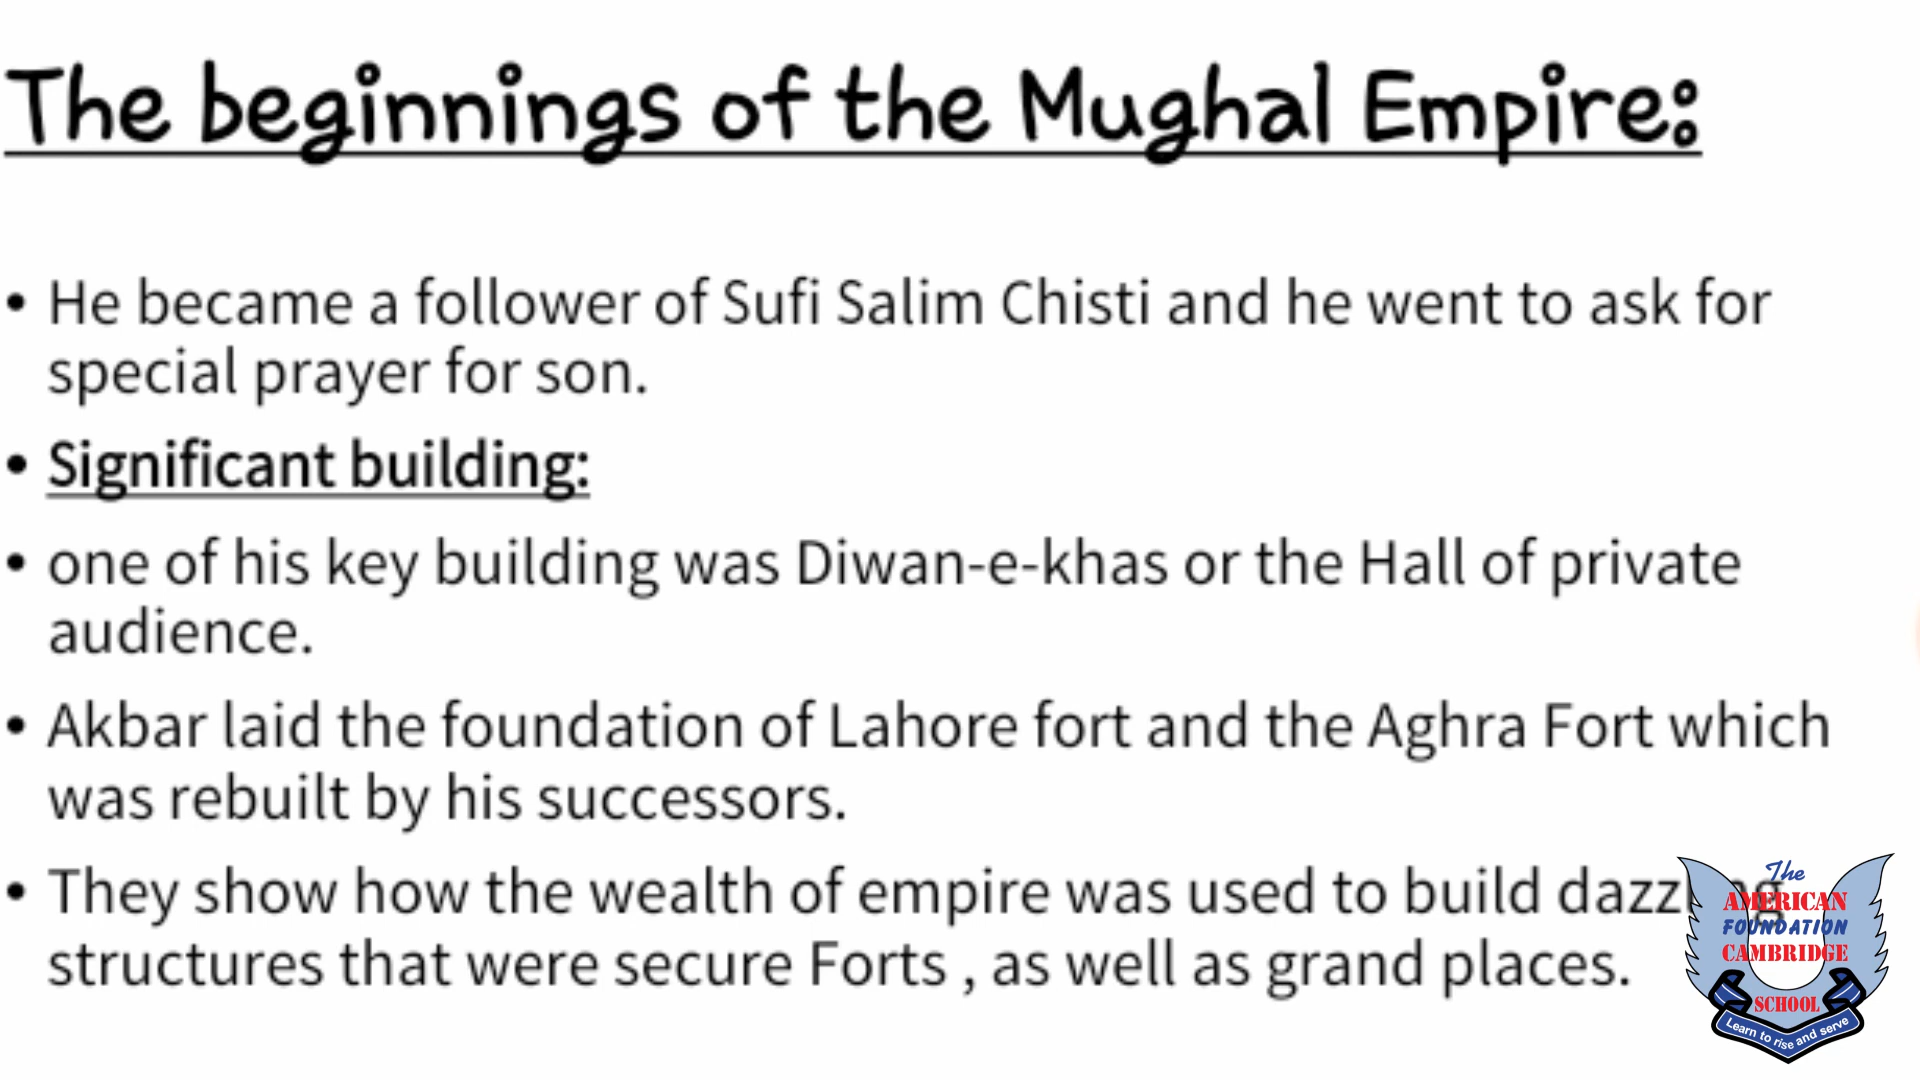 The beginnings of the Mughal Empire:
• He became a follower of Sufi Salim Chisti and he went to ask for
special prayer for son.
• Significant building:
• one of his key building was Diwan-e-khas or the Hall of private
audience.
• Akbar laid the foundation of Lahore fort and the Aghra Fort which
was rebuilt by his successors.
• They show how the wealth of empire was used to build dazzling
structures that were secure Forts , as well as grand places.
The
AMERICAN
FOUNDATION
CAMBRIDGE
SCHOOL
Learn to rise and serve